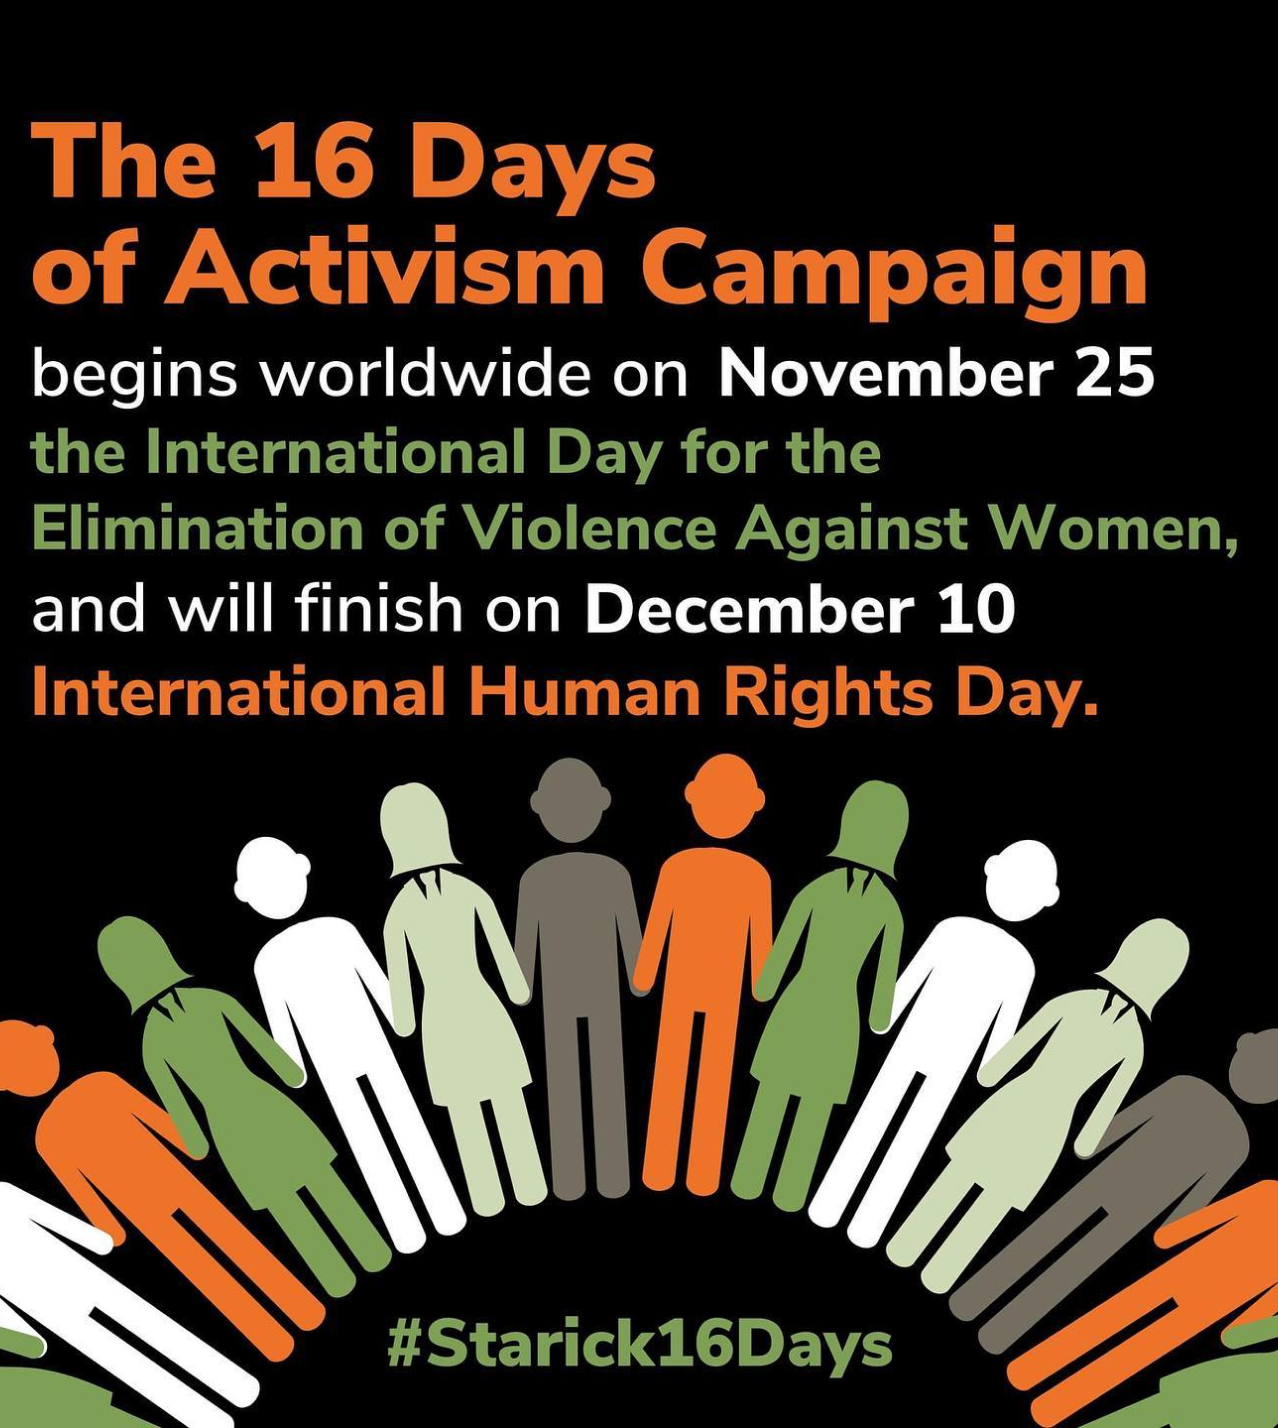 The 16 Days
of Activism Campaign
begins worldwide on November 25
the International Day for the
Elimination of Violence Against Women,
and will finish on December 10
International Human Rights Day.
#Starick16Days